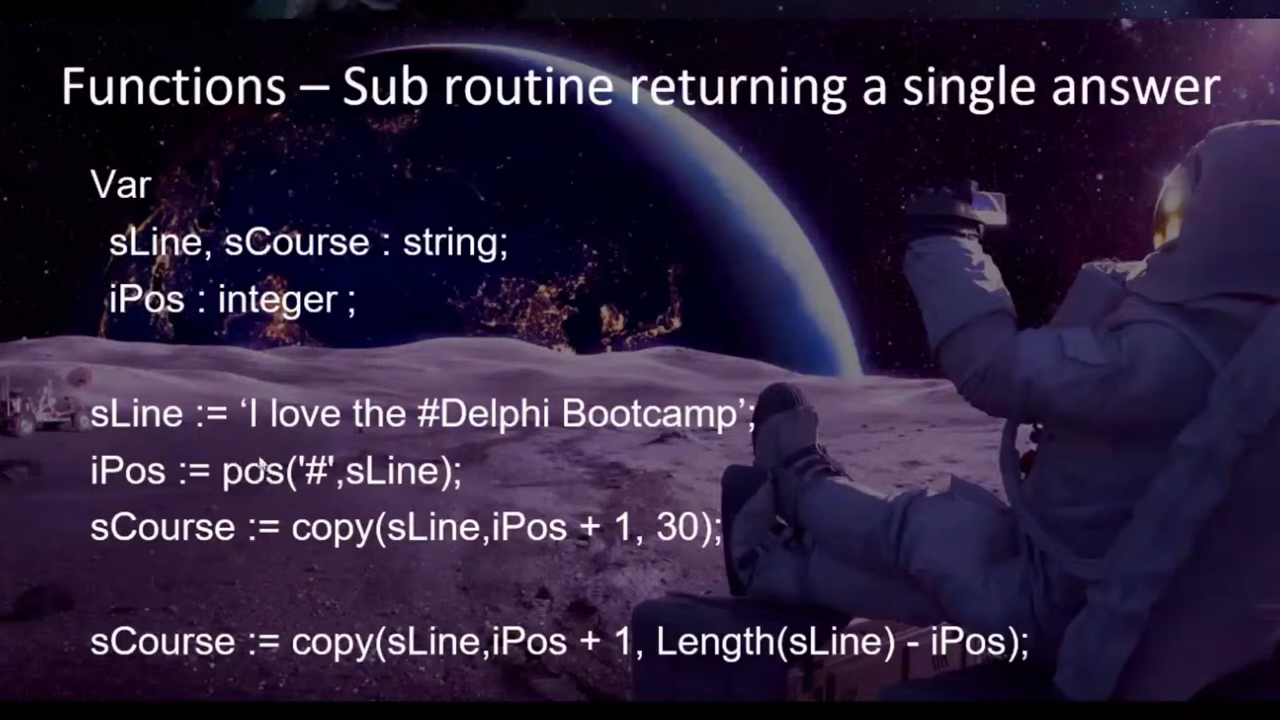 Functions – Sub routine returning a single answer
Var
sLine, sCourse : string;
iPos : integer ;
sLine := ‘I love the #Delphi Bootcamp’;
iPos := pos('#',sLine);
sCourse := copy(sLine,iPos + 1, 30);
sCourse := copy(sLine,iPos + 1, Length(sLine) - iPos);